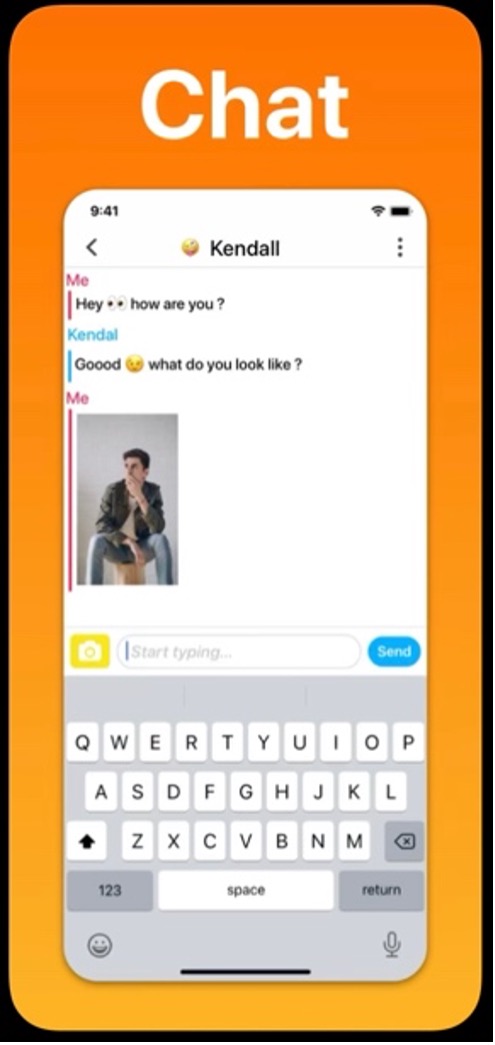 Chat
9:41
🤪 Kendall
Me
Hey 👀 how are you ?
Kendal
Goood 😉 what do you look like ?
Me
Start typing...
Send
Q W E R T Y U I O P
A S D F G H J K L
Z X C V B N M
123 space return